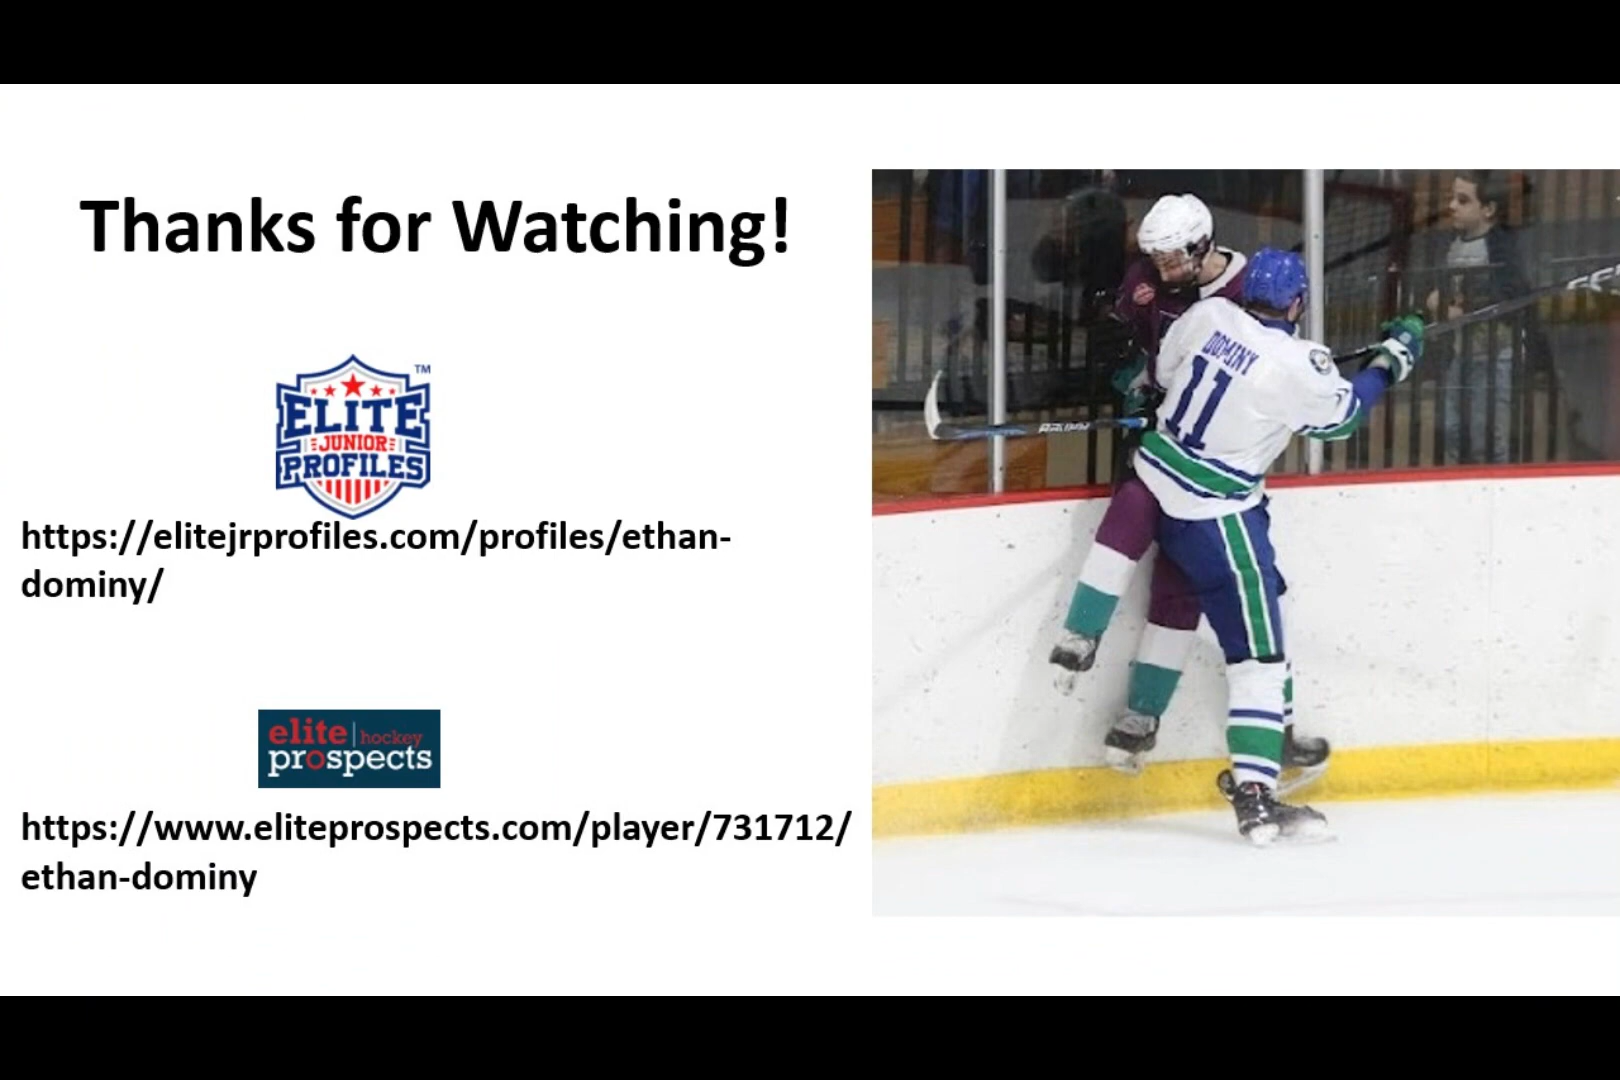 Thanks for Watching!
ELITE
JUNIOR
PROFILES
TM
https://elitejrprofiles.com/profiles/ethan-
dominy/
elite hockey
prospects
https://www.eliteprospects.com/player/731712/
ethan-dominy
DOMINY
11